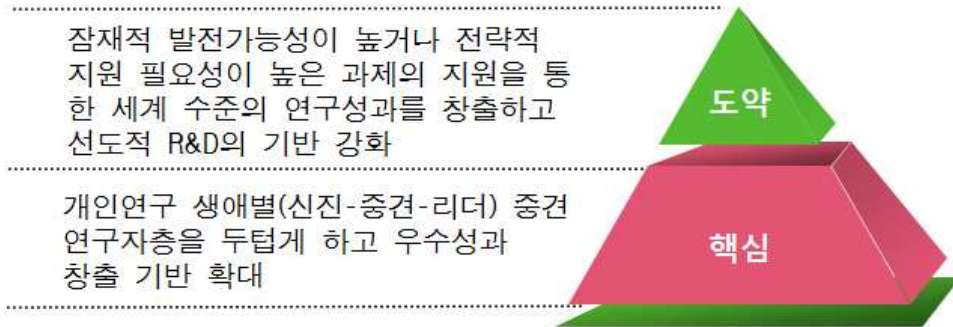 잠재적 발전가능성이 높거나 전략적
지원 필요성이 높은 과제의 지원을 통
한 세계 수준의 연구성과를 창출하고
선도적 R&D의 기반 강화
도약
개인연구 생애별(신진-중견-리더) 중견
연구자층을 두텁게 하고 우수성과
창출 기반 확대
핵심